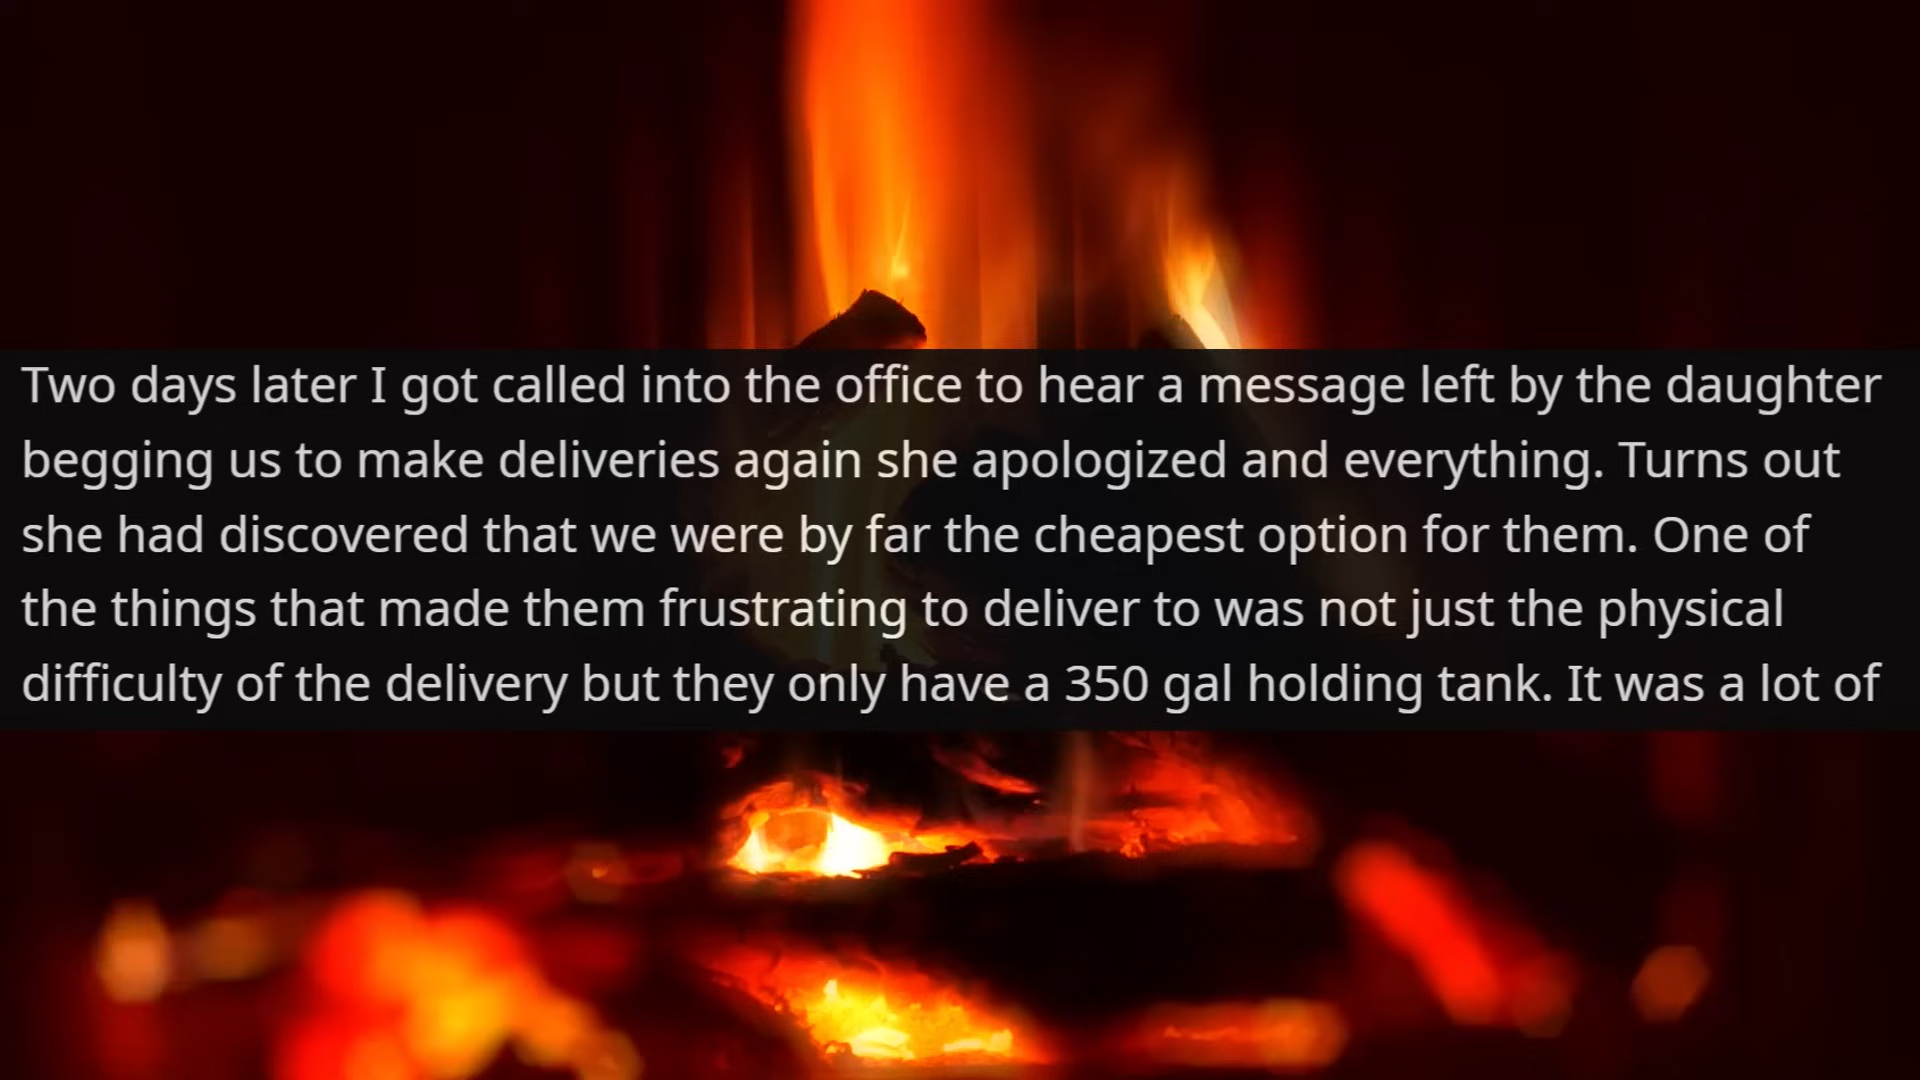 Two days later I got called into the office to hear a message left by the daughter
begging us to make deliveries again she apologized and everything. Turns out
she had discovered that we were by far the cheapest option for them. One of
the things that made them frustrating to deliver to was not just the physical
difficulty of the delivery but they only have a 350 gal holding tank. It was a lot of